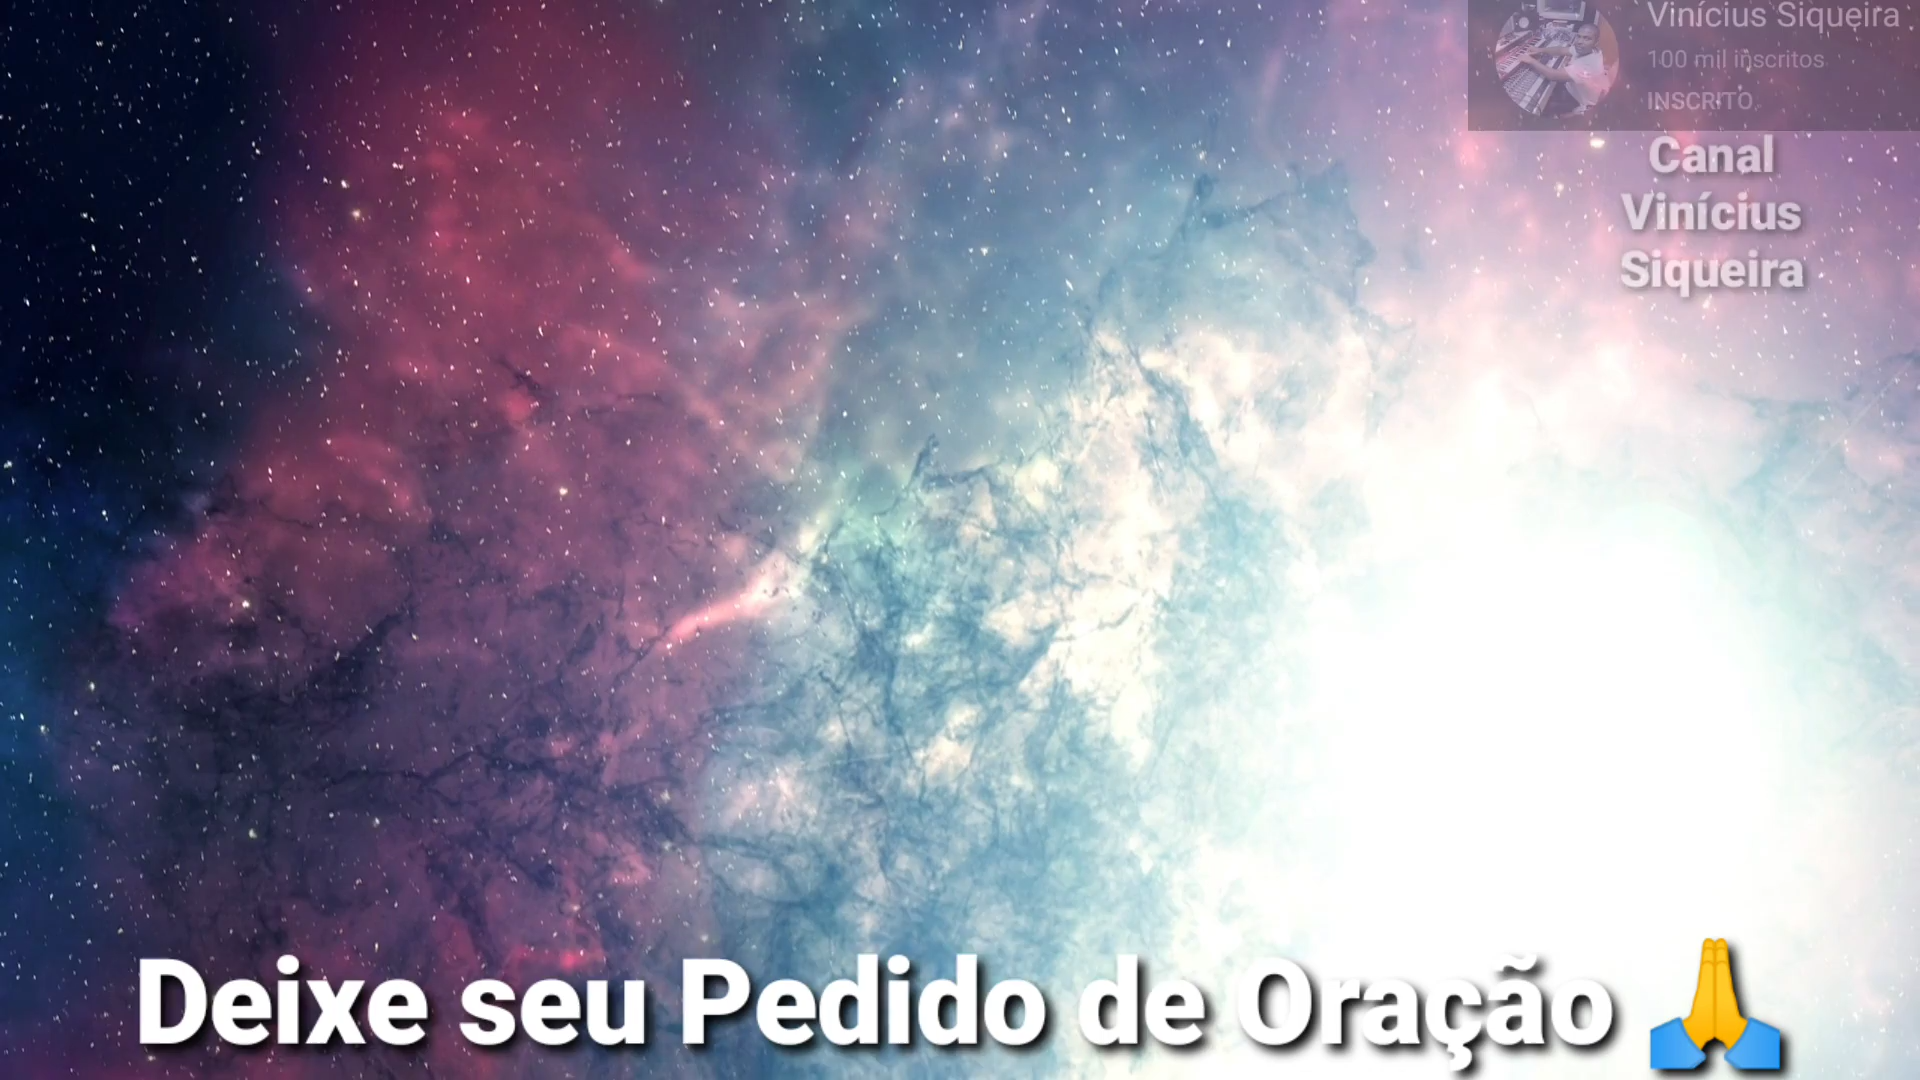 Vinícius Siqueira
100 mil inscritos
INSCRITO
Canal
Vinícius
Siqueira
Deixe seu Pedido de Oração 🙏